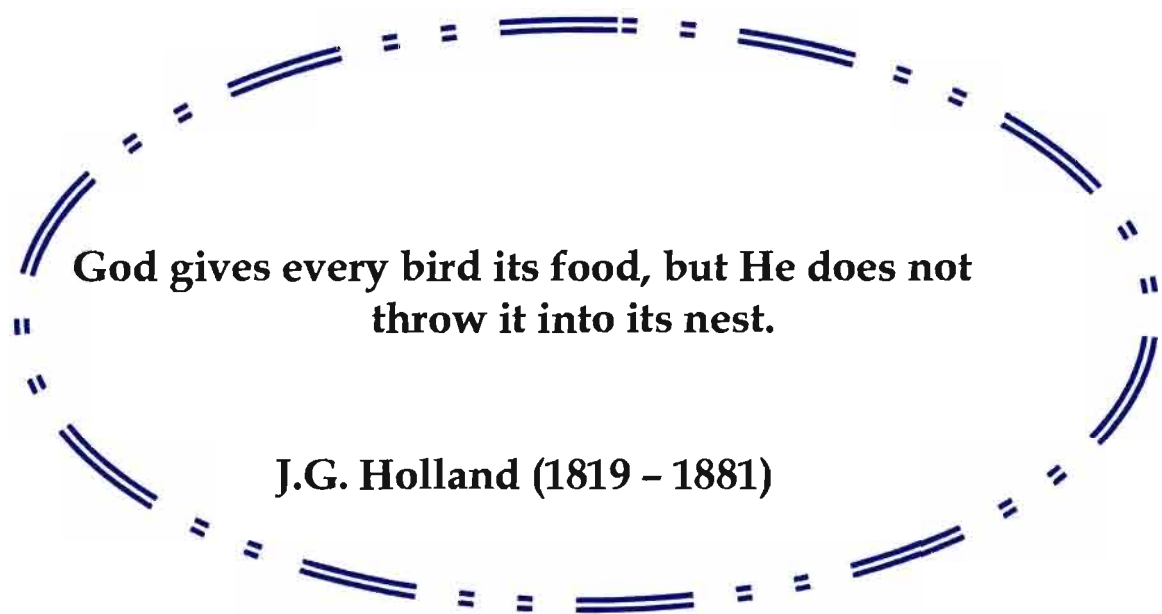 God gives every bird its food, but He does not
throw it into its nest.
J.G. Holland (1819 – 1881)